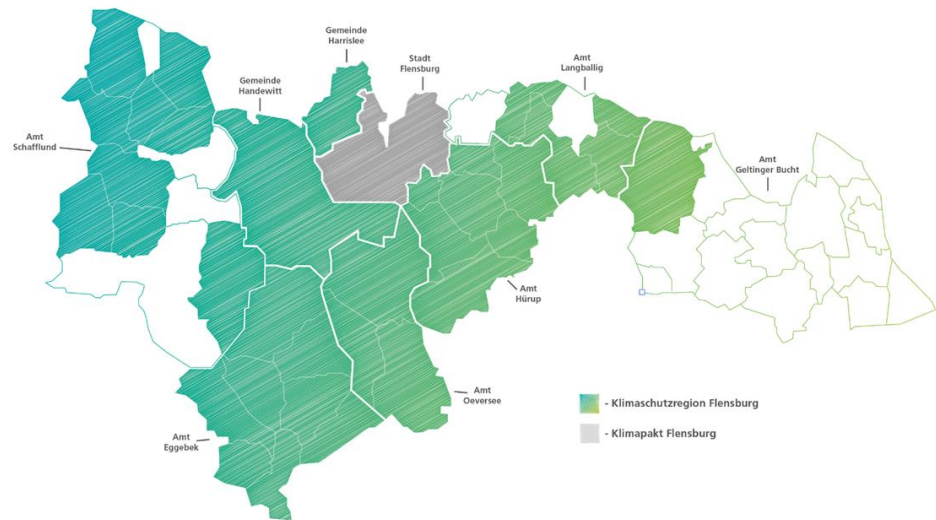 Gemeinde
Harrislee
Stadt
Flensburg
Amt
Langballig
Gemeinde
Handewitt
Amt
Schafflund
Amt
Geltinger Bucht
Amt
Hürup
Amt
Oeversee
Amt
Eggebek
- Klimaschutzregion Flensburg
- Klimapakt Flensburg